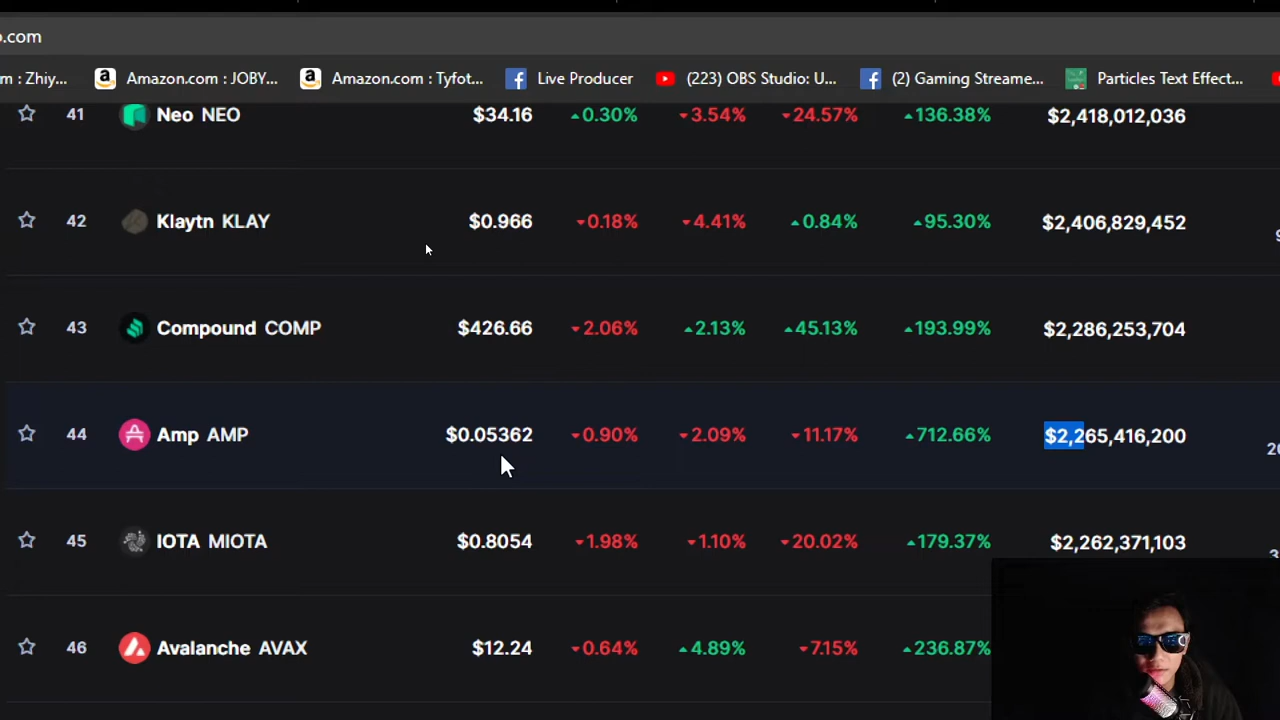 o.com
m : Zhiy... Amazon.com : JOBY... Amazon.com : Tyfot... Live Producer (223) OBS Studio: U... (2) Gaming Streame... Particles Text Effect...
41 Neo NEO $34.16 0.30% 3.54% 24.57% 136.38% $2,418,012,036
42 Klaytn KLAY $0.966 0.18% 4.41% 0.84% 95.30% $2,406,829,452
43 Compound COMP $426.66 2.06% 2.13% 45.13% 193.99% $2,286,253,704
44 Amp AMP $0.05362 0.90% 2.09% 11.17% 712.66% $2,265,416,200
45 IOTA MIOTA $0.8054 1.98% 1.10% 20.02% 179.37% $2,262,371,103
46 Avalanche AVAX $12.24 0.64% 4.89% 7.15% 236.87%